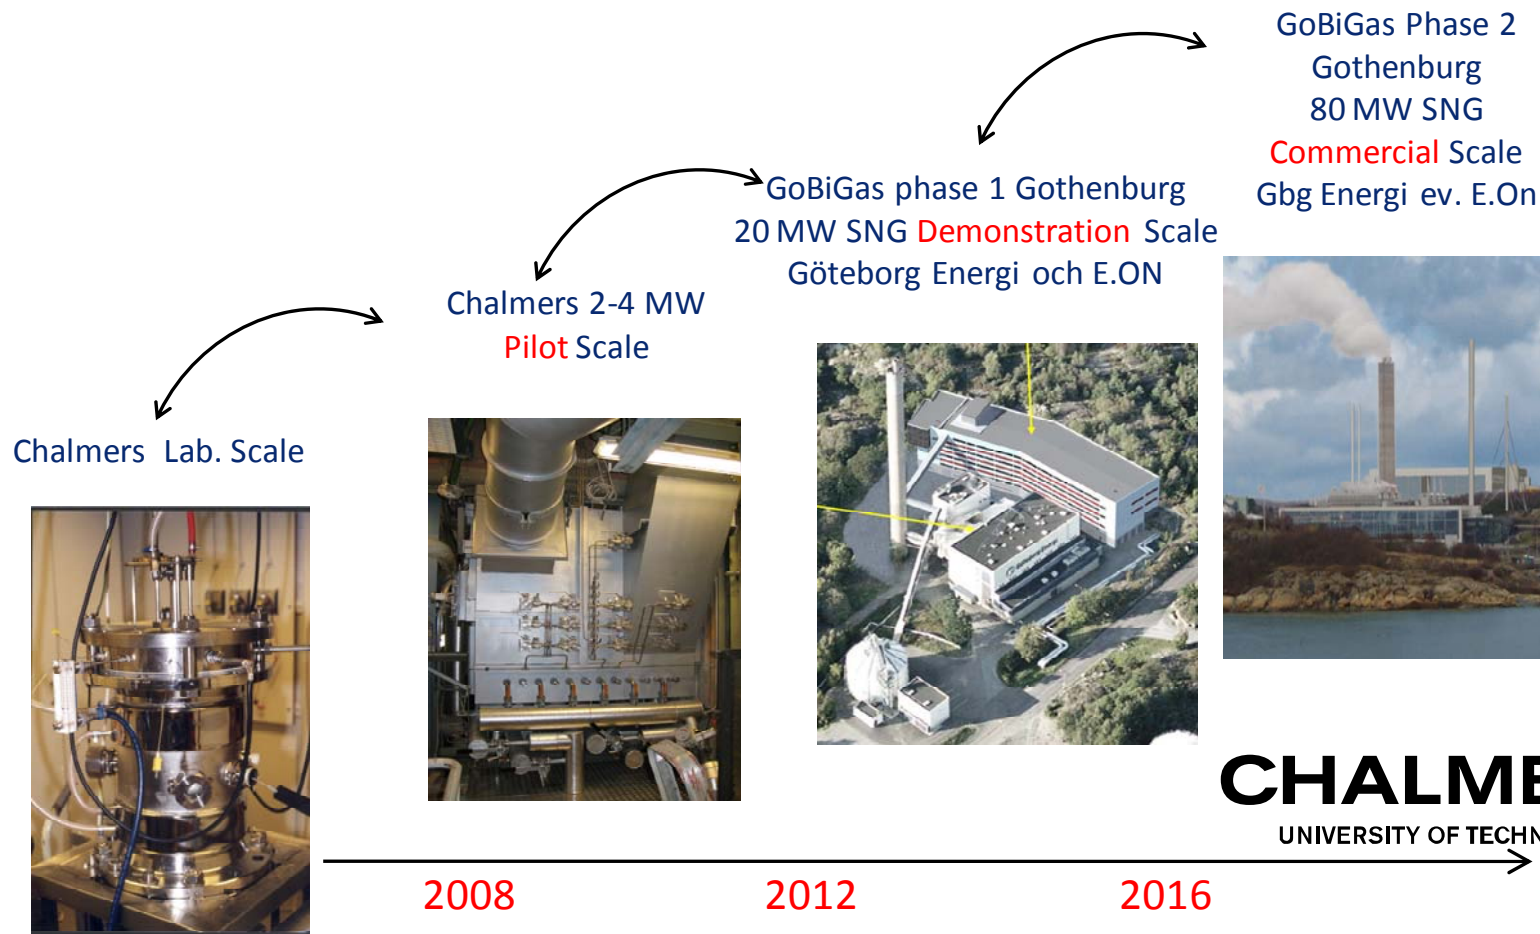 GoBiGas Phase 2
Gothenburg
80 MW SNG
Commercial Scale
Gbg Energi ev. E.On
GoBiGas phase 1 Gothenburg
20 MW SNG Demonstration Scale
Göteborg Energi och E.ON
Chalmers 2-4 MW
Pilot Scale
Chalmers Lab. Scale
CHALME
UNIVERSITY OF TECHN
2008
2012
2016